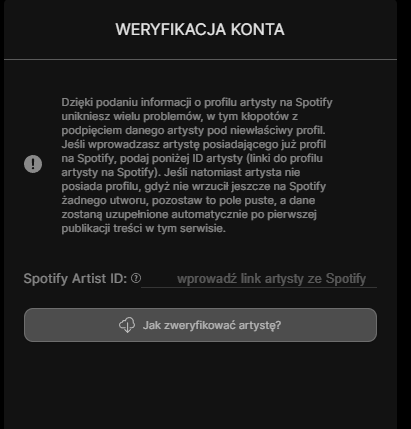 WERYFIKACJA KONTA
Dzięki podaniu informacji o profilu artysty na Spotify
unikniesz wielu problemów, w tym kłopotów z
podpięciem danego artysty pod niewłaściwy profil.
Jeśli wprowadzasz artystę posiadającego już profil
na Spotify, podaj poniżej ID artysty (linki do profilu
artysty na Spotify). Jeśli natomiast artysta nie
posiada profilu, gdyż nie wrzucił jeszcze na Spotify
żadnego utworu, pozostaw to pole puste, a dane
zostaną uzupełnione automatycznie po pierwszej
publikacji treści w tym serwisie.
Spotify Artist ID: wprowadź link artysty ze Spotify
Jak zweryfikować artystę?